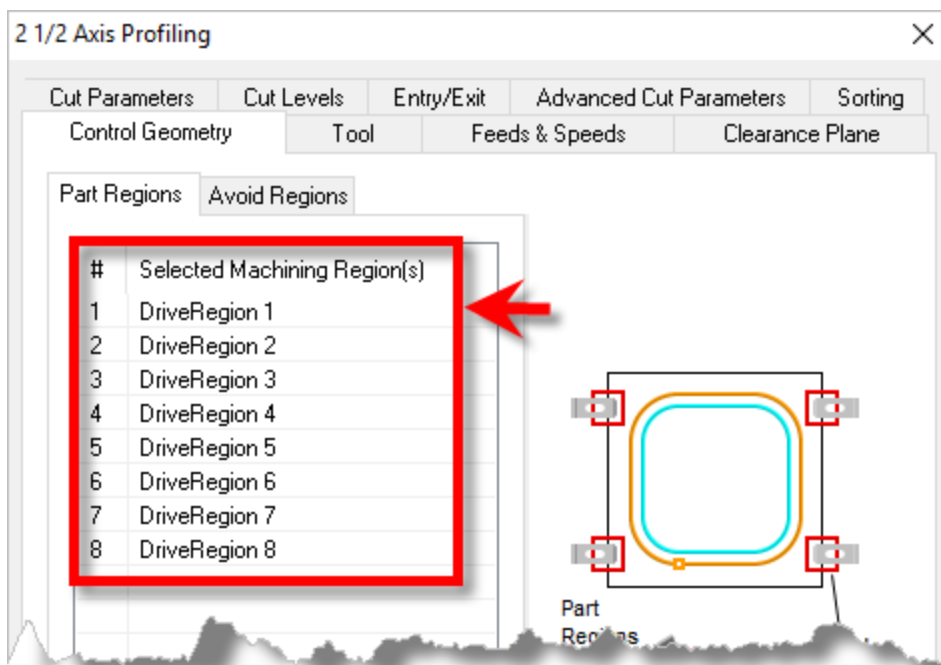 2 1/2 Axis Profiling
Cut Parameters Cut Levels Entry/Exit Advanced Cut Parameters Sorting
Control Geometry Tool Feeds & Speeds Clearance Plane
Part Regions Avoid Regions
# Selected Machining Region(s)
1 DriveRegion 1
2 DriveRegion 2
3 DriveRegion 3
4 DriveRegion 4
5 DriveRegion 5
6 DriveRegion 6
7 DriveRegion 7
8 DriveRegion 8
Part
Regions